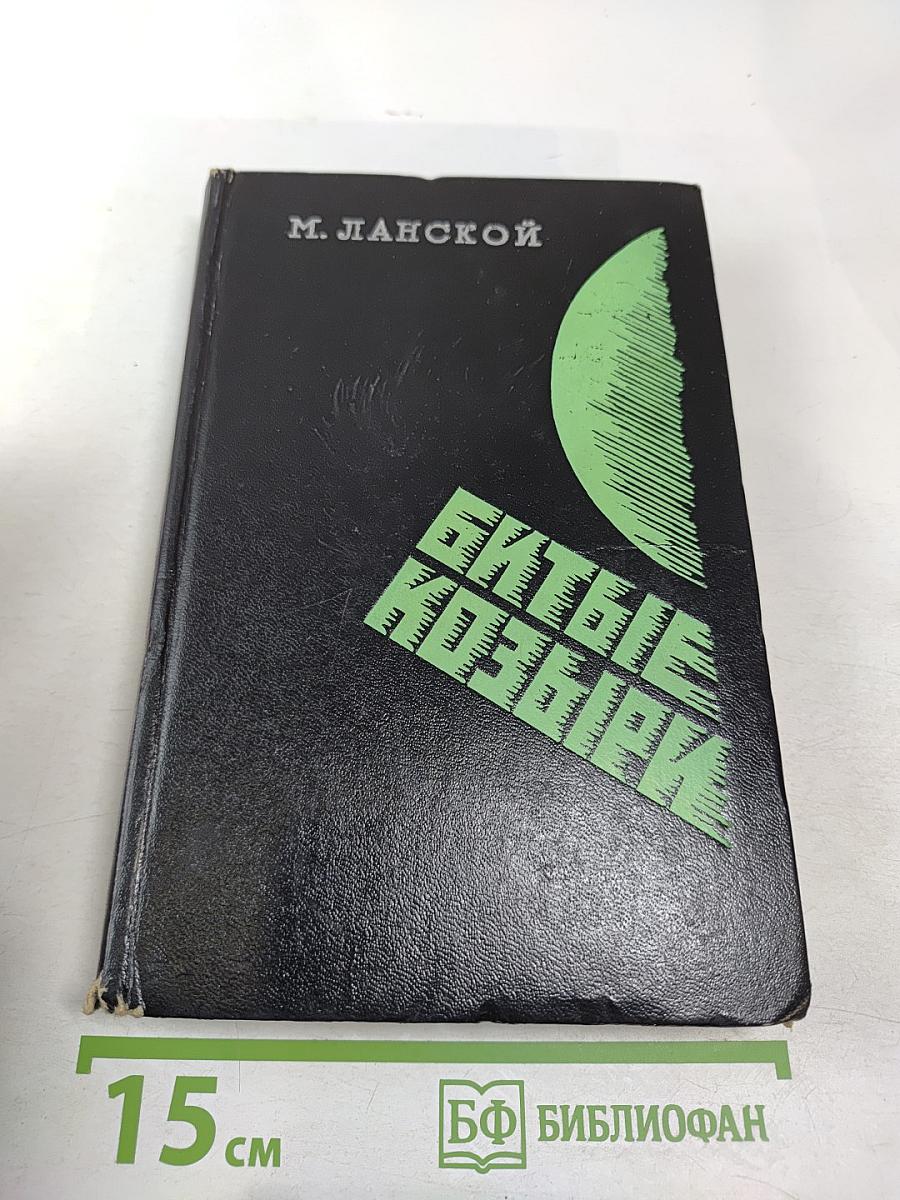 М. ЛАНСКОЙ
БИТЫЕ
КОЗЫРИ
15 см
БФ БИБЛИОФАН